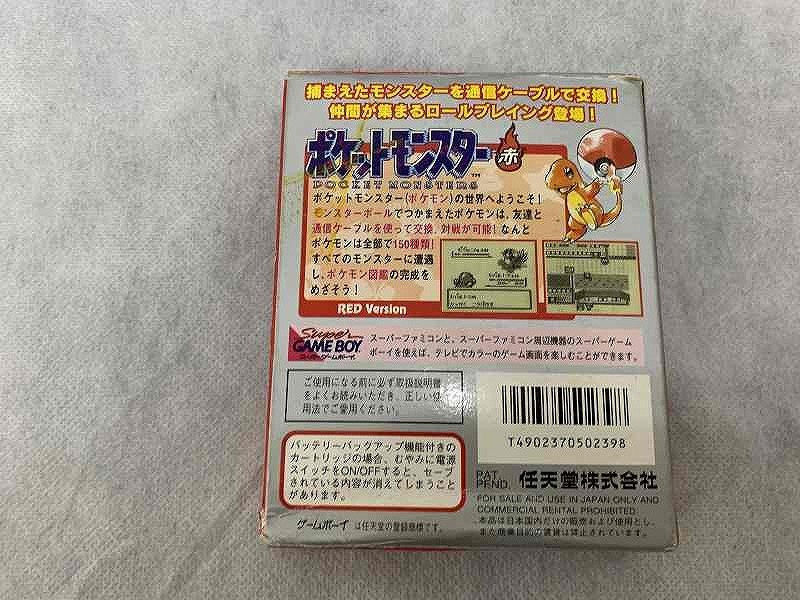 捕まえたモンスターを通信ケーブルで交換！
仲間が集まるロールプレイング登場！
ポケットモンスター 赤
TM
POCKET MONSTERS
ポケットモンスター(ポケモン)の世界へようこそ！
モンスターボールでつかまえたポケモンは、友達と
通信ケーブルを使って交換、対戦が可能！なんと
ポケモンは全部で150種類！
すべてのモンスターに遭遇
し、ポケモン図鑑の完成を
めざそう！
RED Version
Super
GAME BOY
スーパーゲームボーイ
スーパーファミコンと、スーパーファミコン周辺機器のスーパーゲーム
ボーイを使えば、テレビでカラーのゲーム画面を楽しむことができます。
ご使用になる前に必ず取扱説明書
をよくお読みいただき、正しい使
用法でご愛用ください。
T4902370502398
バッテリーバックアップ機能付きの
カートリッジの場合、むやみに電源
スイッチをON/OFFすると、セーブ
されている内容が消えてしまうこと
があります。
PAT.
PEND.
任天堂株式会社
FOR SALE AND USE IN JAPAN ONLY AND
COMMERCIAL RENTAL PROHIBITED.
本品は日本国内だけの販売および使用とし、
また商業目的の賃貸は禁止されています。
ゲームボーイ は任天堂の登録商標です。